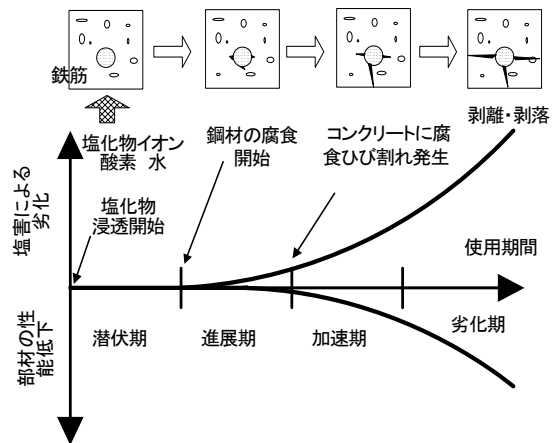 鉄筋
剥離・剥落
塩化物イオン
酸素　水
鋼材の腐食
開始
コンクリートに腐
食ひび割れ発生
塩化物
浸透開始
塩害による
劣化
使用期間
潜伏期
進展期
加速期
劣化期
部材の性
能低下